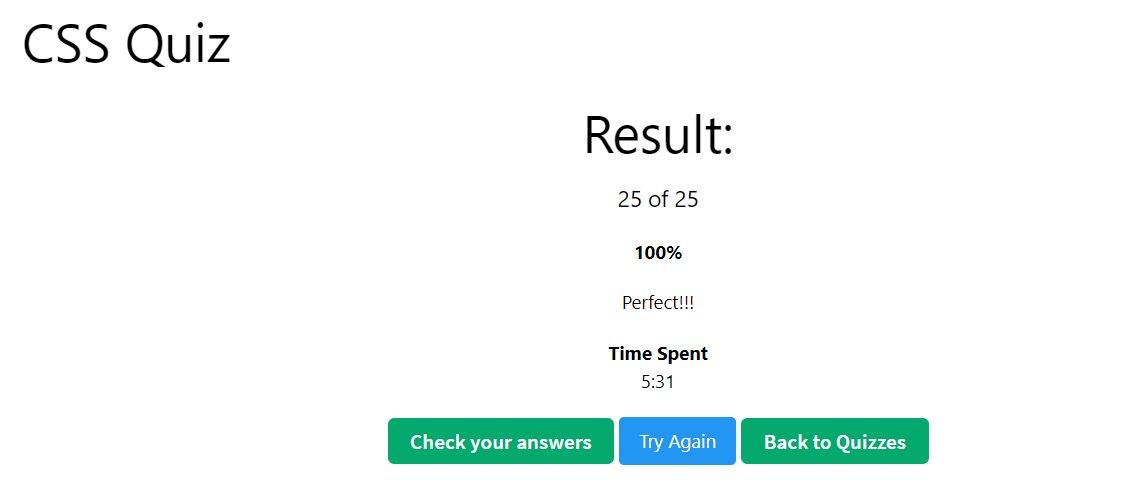 CSS Quiz
Result:
25 of 25
100%
Perfect!!!
Time Spent
5:31
Check your answers Try Again Back to Quizzes